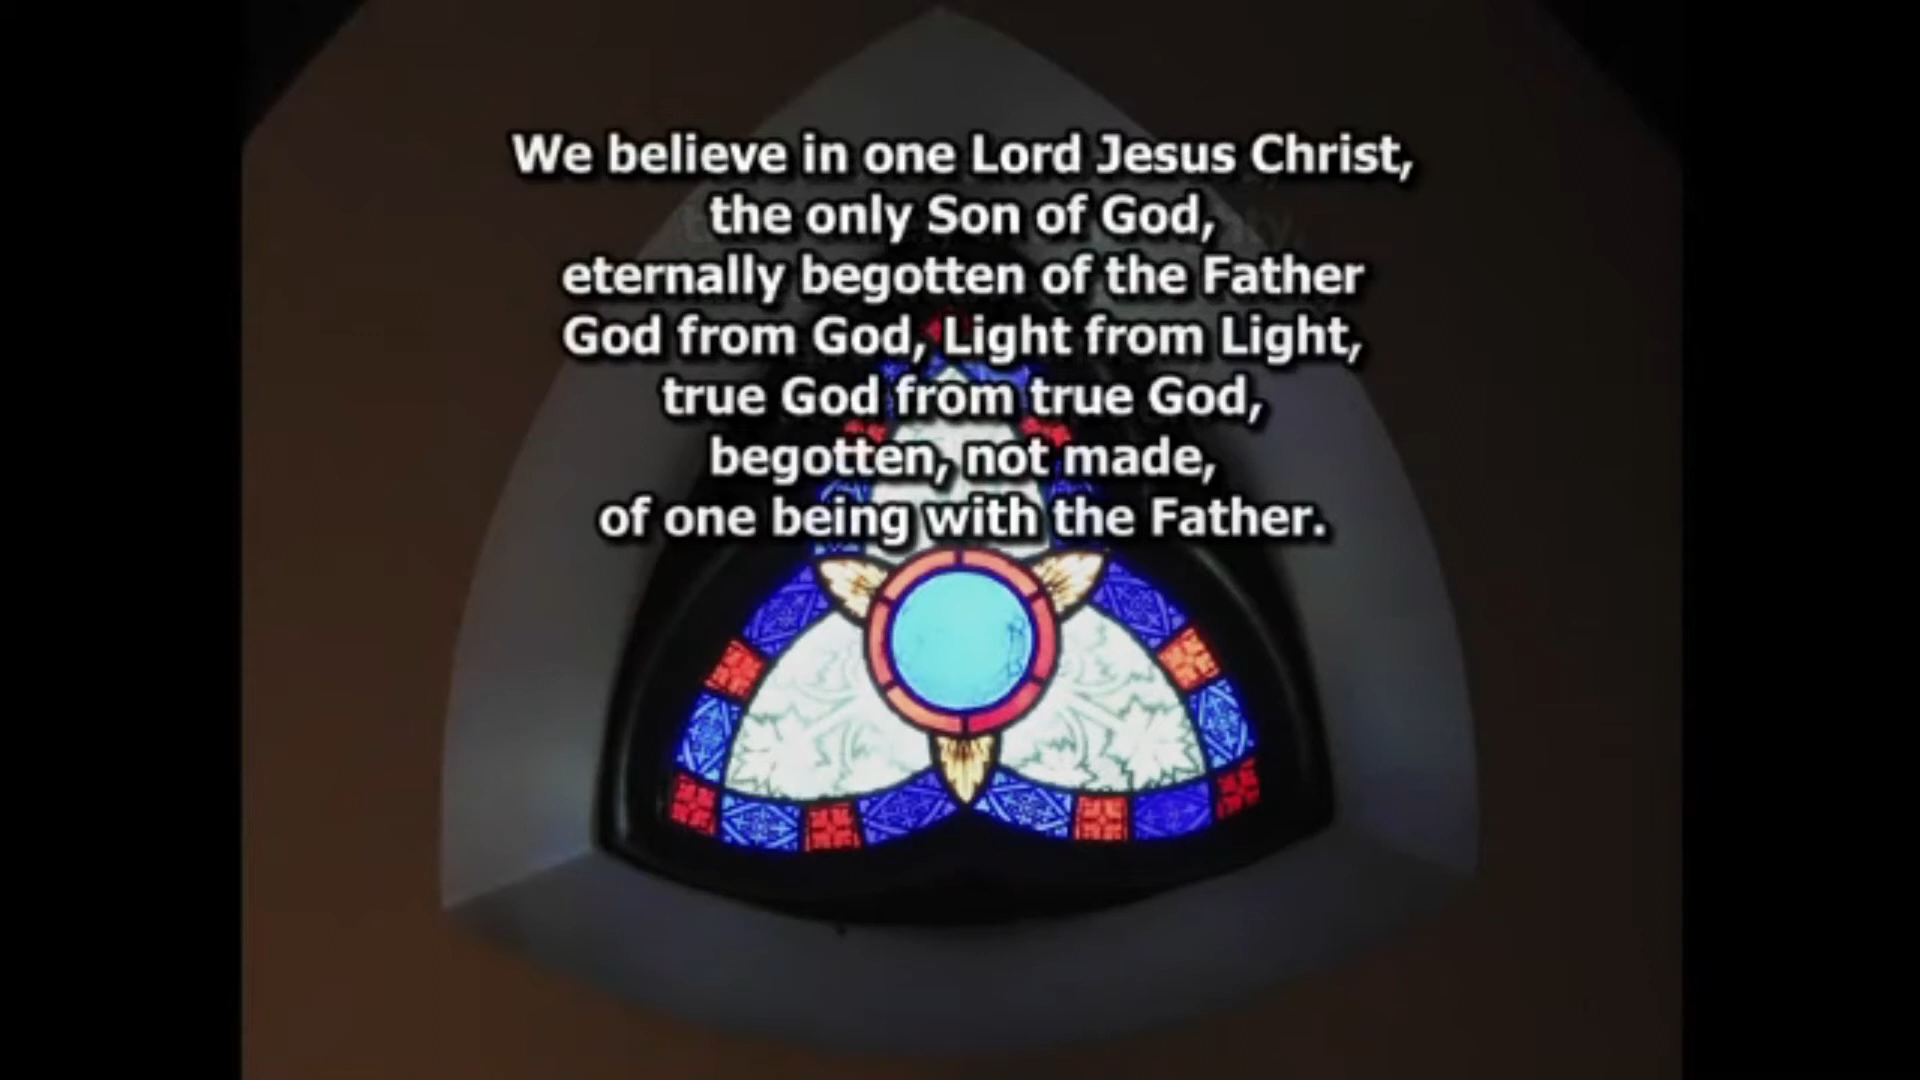 We believe in one Lord Jesus Christ,
the only Son of God,
eternally begotten of the Father
God from God, Light from Light,
true God from true God,
begotten, not made,
of one being with the Father.